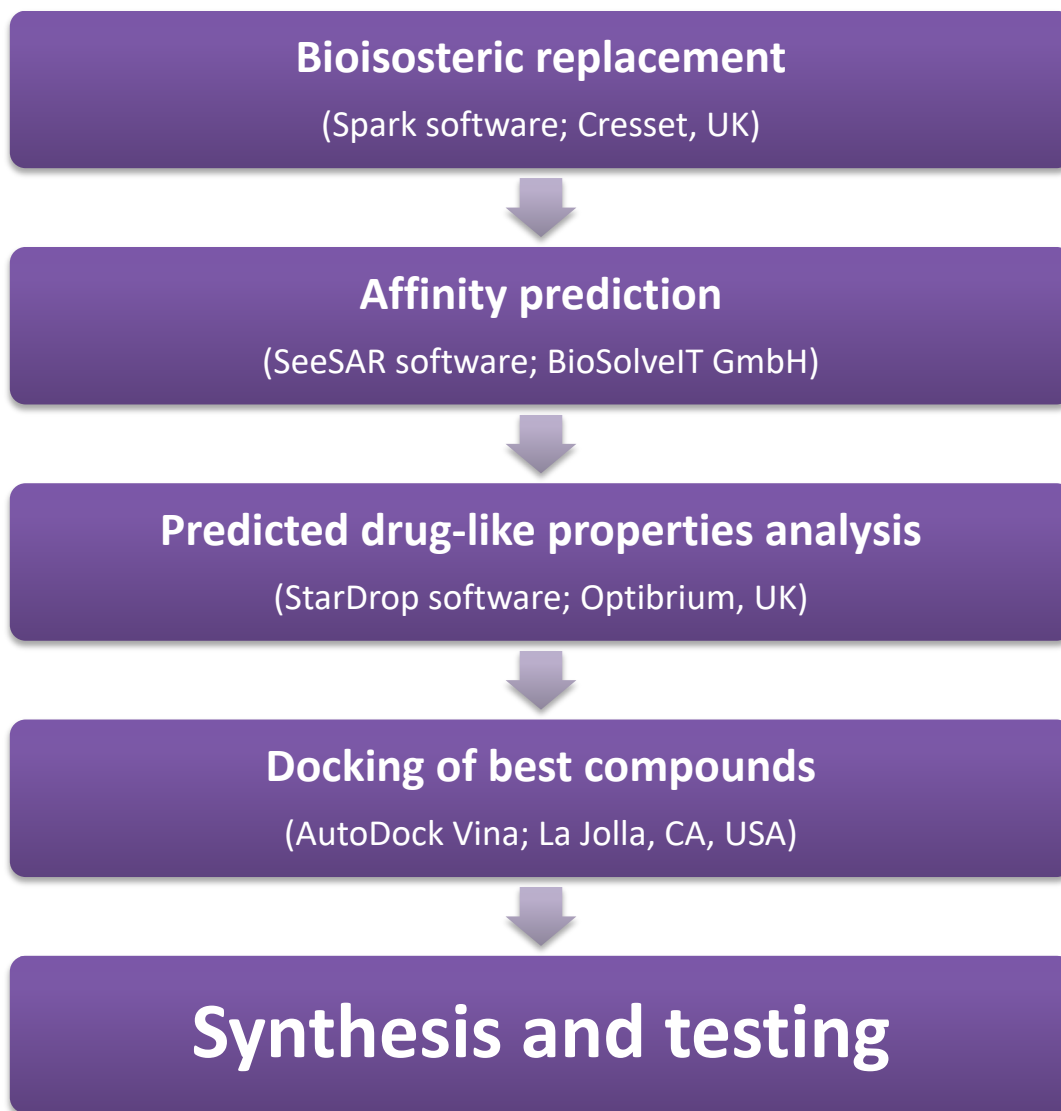 Bioisosteric replacement
(Spark software; Cresset, UK)
Affinity prediction
(SeeSAR software; BioSolveIT GmbH)
Predicted drug-like properties analysis
(StarDrop software; Optibrium, UK)
Docking of best compounds
(AutoDock Vina; La Jolla, CA, USA)
Synthesis and testing